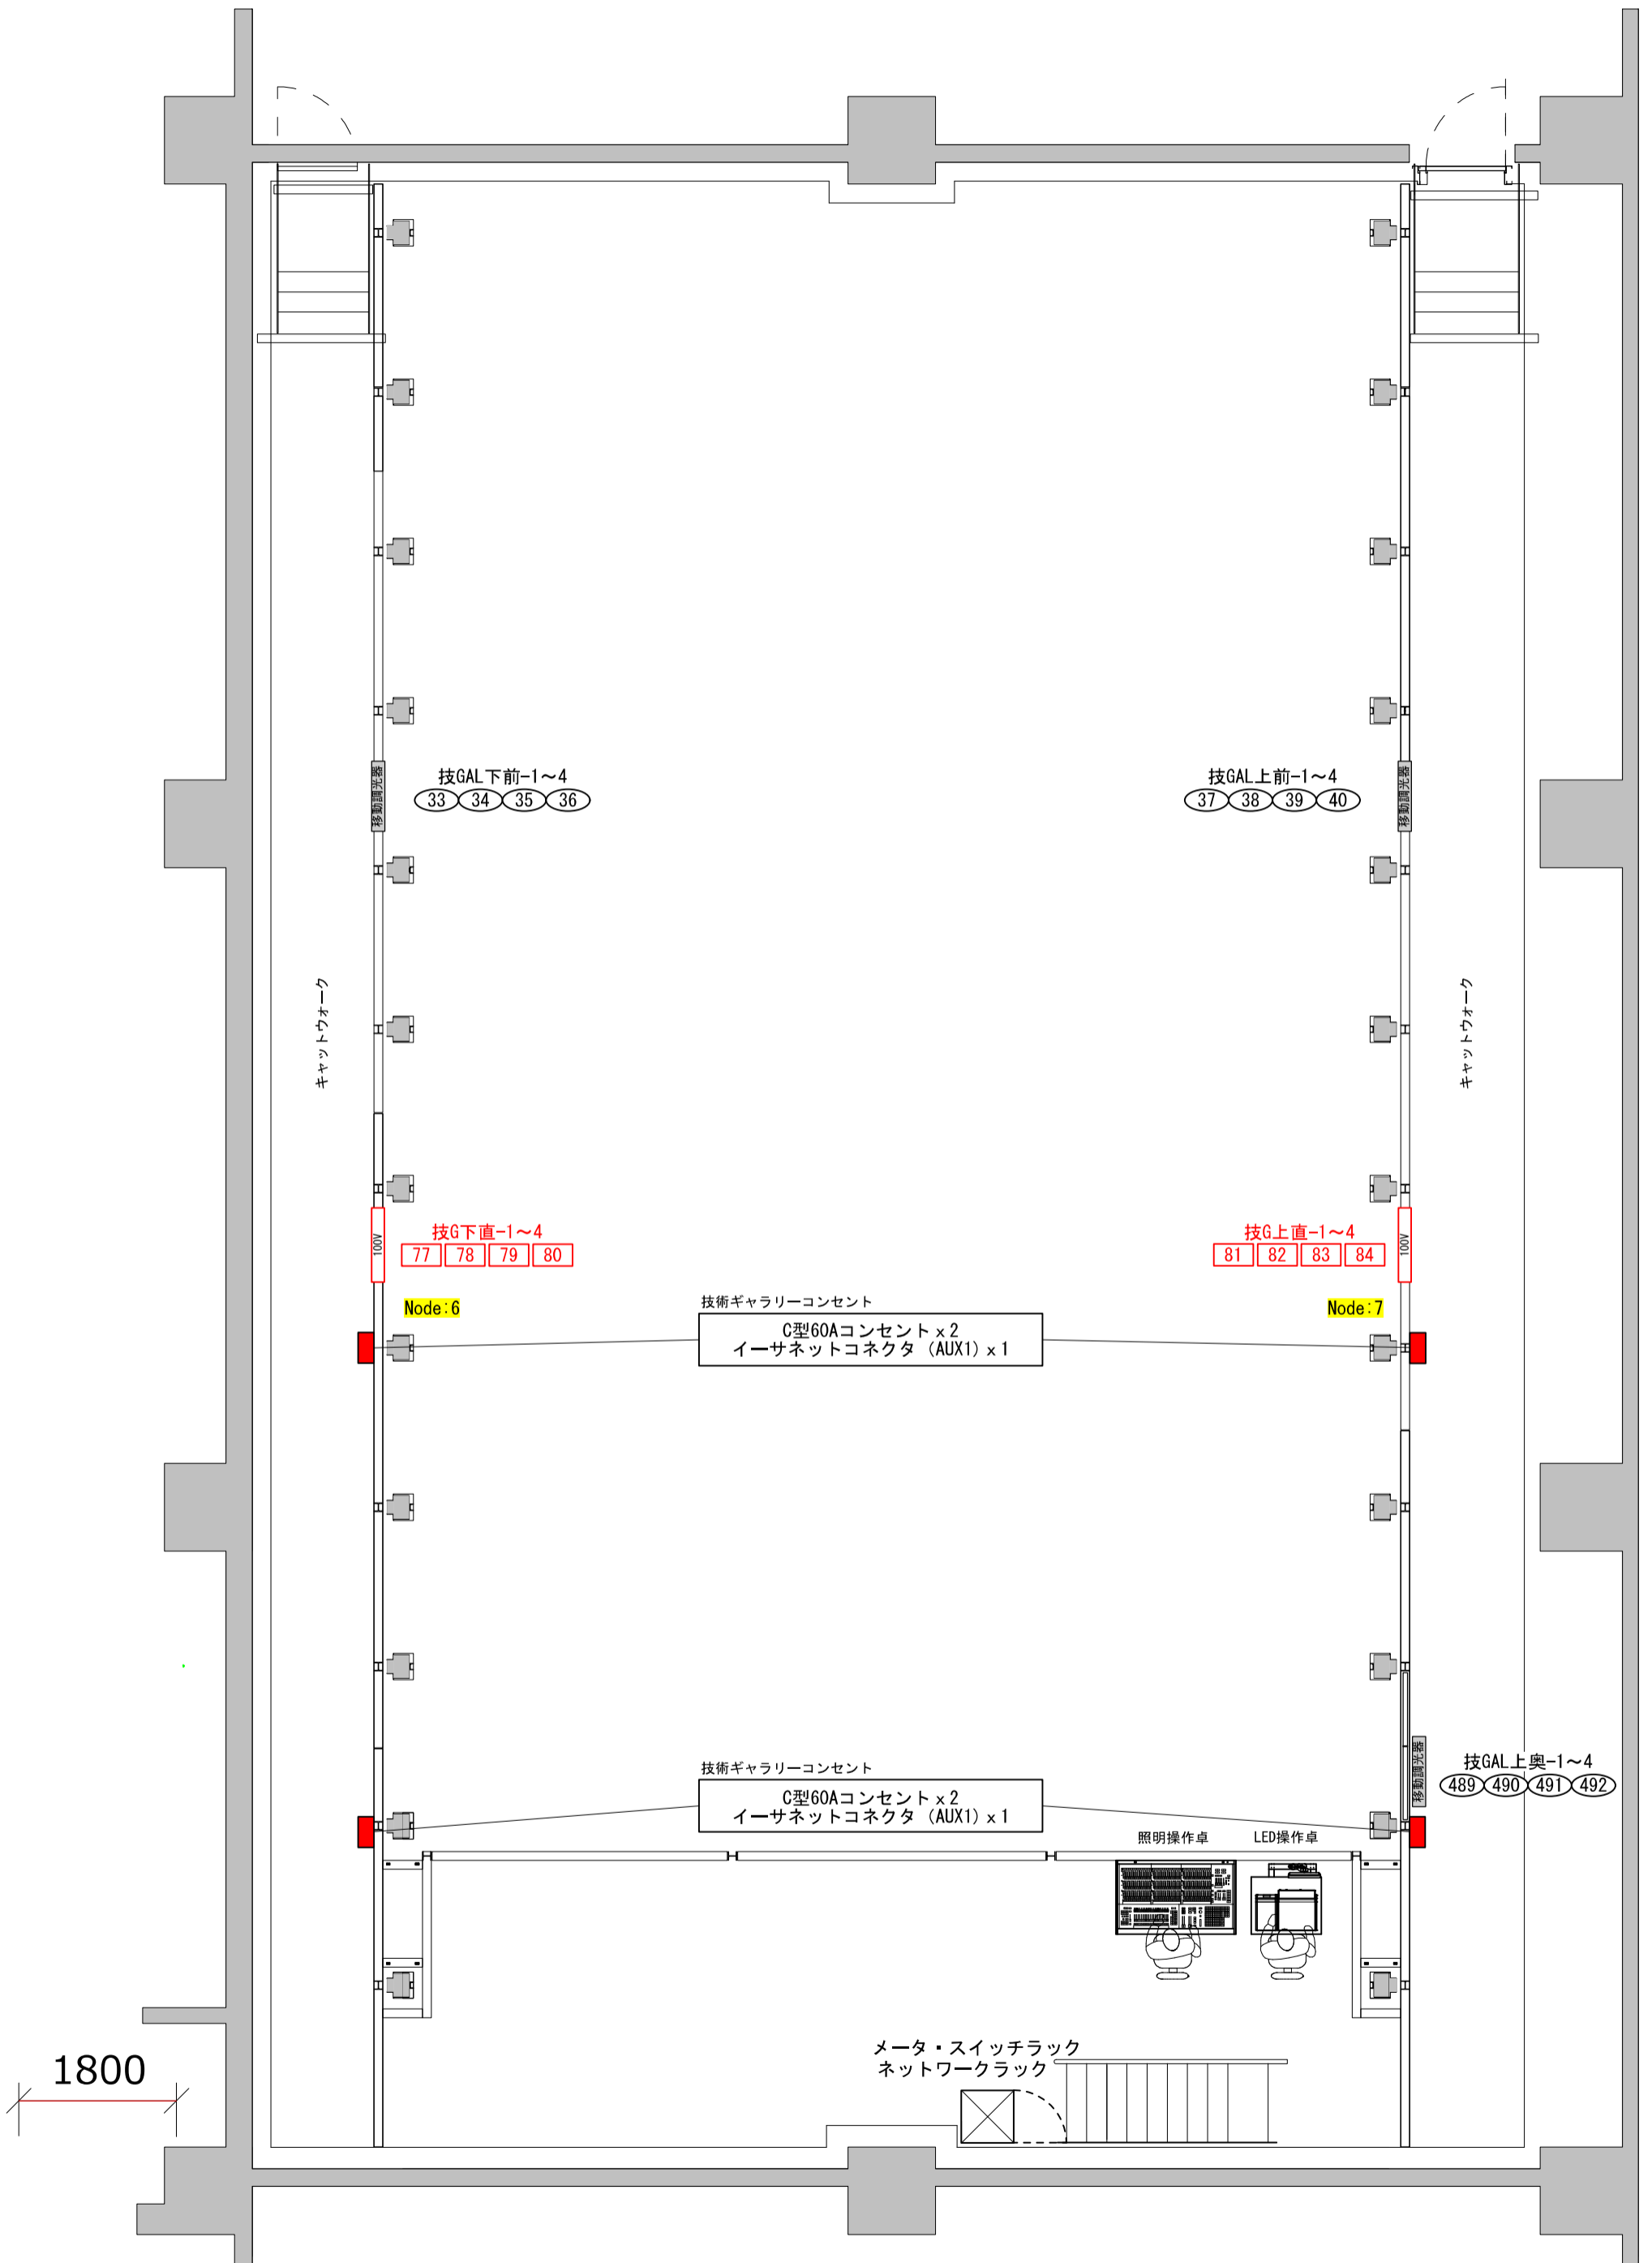 技GAL下前-1～4
33 34 35 36
移動調光器
技GAL上前-1～4
37 38 39 40
移動調光器
キャットウォーク
キャットウォーク
技G下直-1～4
77 78 79 80
100V
技G上直-1～4
81 82 83 84
100V
Node:6
Node:7
技術ギャラリーコンセント
C型60Aコンセント x 2
イーサネットコネクタ（AUX1）x 1
技術ギャラリーコンセント
C型60Aコンセント x 2
イーサネットコネクタ（AUX1）x 1
移動調光器
技GAL上奥-1～4
489 490 491 492
照明操作卓
LED操作卓
メータ・スイッチラック
ネットワークラック
1800